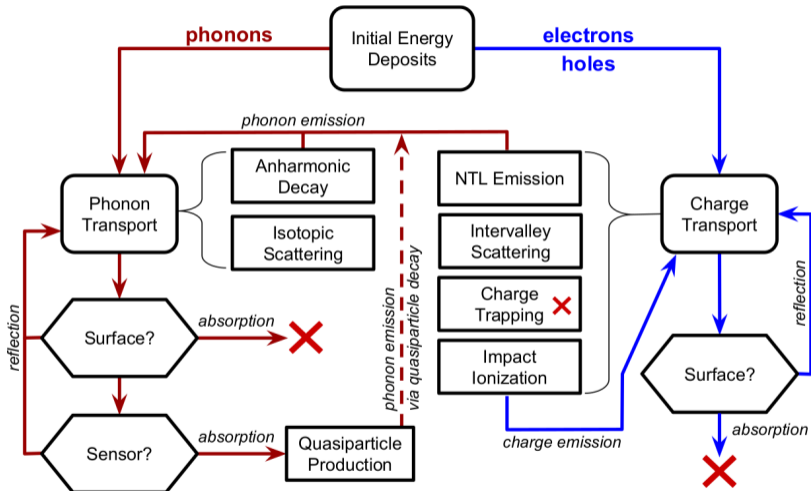 phonons
Initial Energy
Deposits
electrons
holes
phonon emission
Anharmonic
Decay
Isotopic
Scattering
Phonon
Transport
NTL Emission
Intervalley
Scattering
Charge
Trapping
Impact
Ionization
Charge
Transport
reflection
Surface?
absorption
phonon emission
via quasiparticle decay
Sensor?
absorption
Quasiparticle
Production
charge emission
reflection
Surface?
absorption